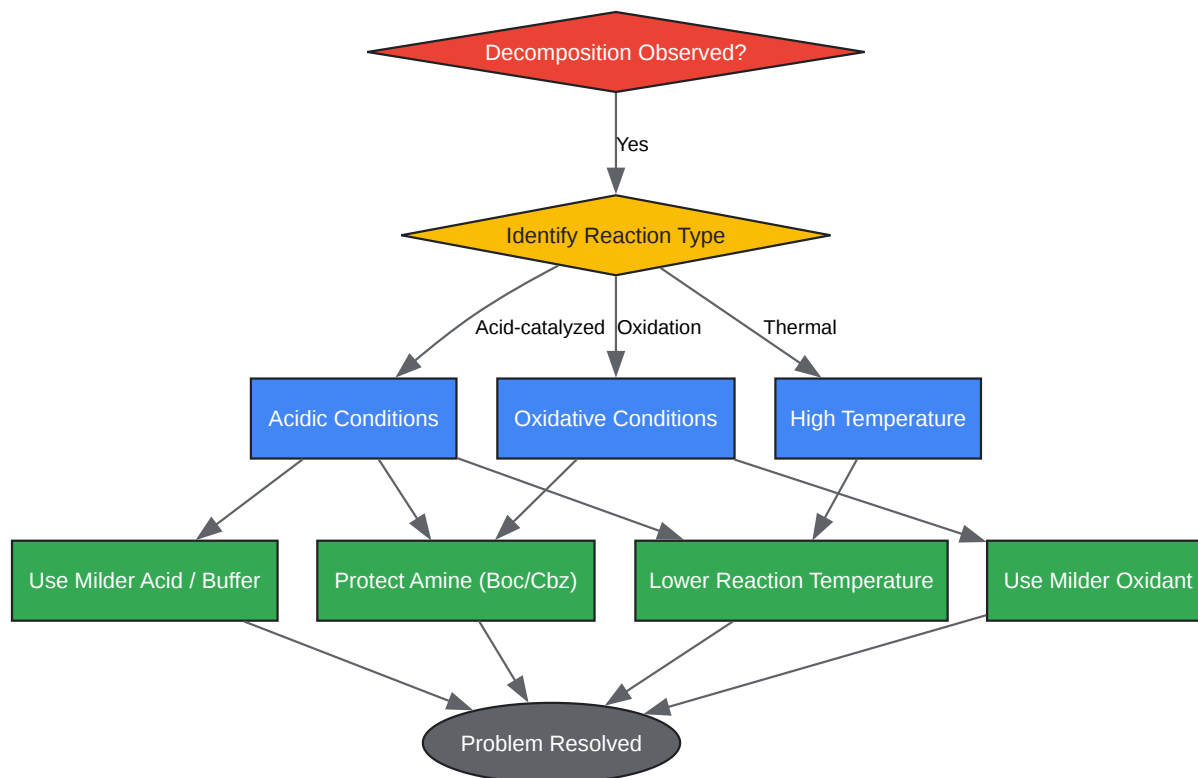 Decomposition Observed?
Yes
Identify Reaction Type
Acid-catalyzed
Oxidation
Thermal
Acidic Conditions
Oxidative Conditions
High Temperature
Use Milder Acid / Buffer
Protect Amine (Boc/Cbz)
Lower Reaction Temperature
Use Milder Oxidant
Problem Resolved